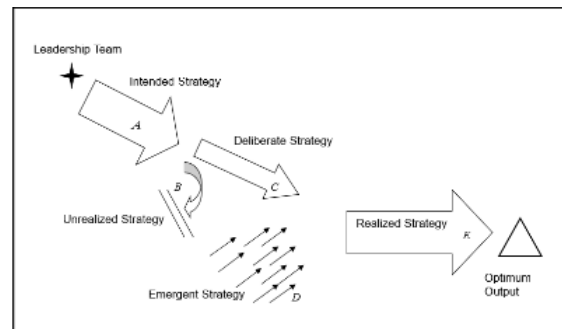 Leadership Team
Intended Strategy
A
Deliberate Strategy
B
C
Unrealized Strategy
Realized Strategy
E
Emergent Strategy
D
Optimum
Output